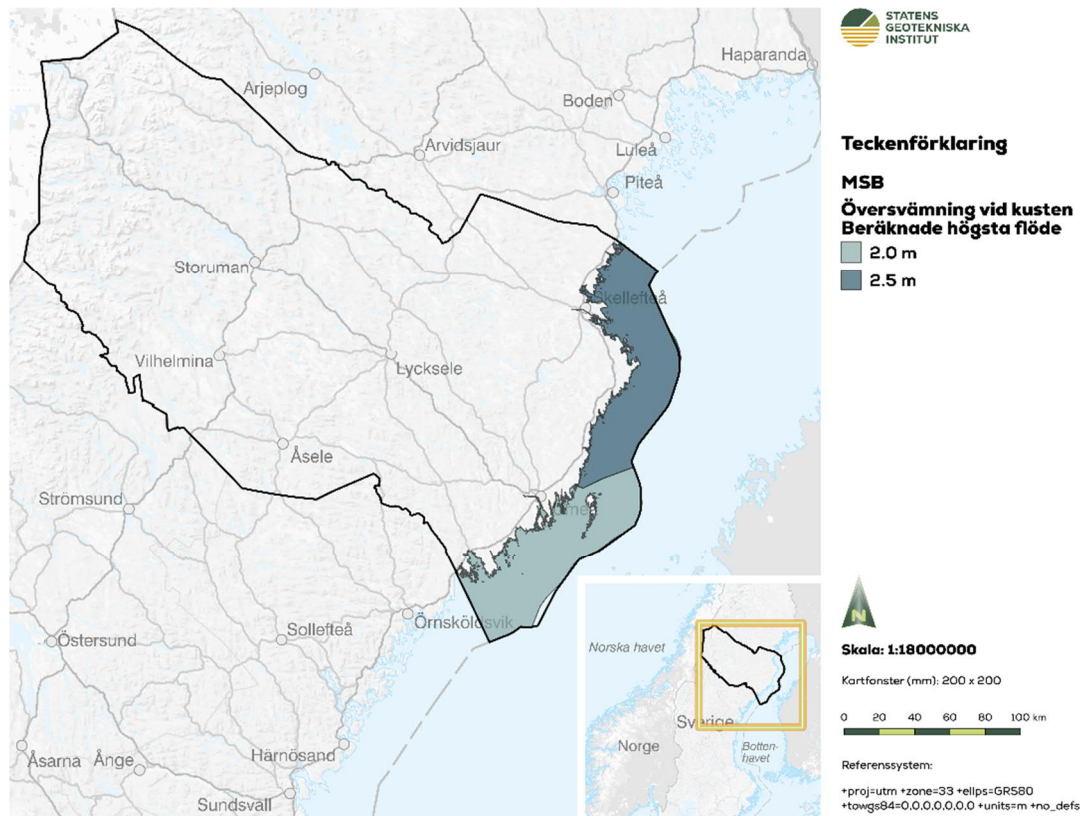 STATENS
GEOTEKNISKA
INSTITUT
Haparanda
Arjeplog
Boden
Luleå
Arvidsjaur
Piteå
Teckenförklaring
MSB
Översvämning vid kusten
Beräknade högsta flöde
2.0 m
2.5 m
Storuman
Skellefteå
Vilhelmina
Lycksele
Åsele
Strömsund
Örnsköldsvik
Sollefteå
Östersund
Härnösand
Åsarna
Ånge
Sundsvall
Norska havet
Sverige
Norge
Botten-
havet
N
Skala: 1:18000000
Kartfonster (mm): 200 x 200
0 20 40 60 80 100 km
Referenssystem:
+proj=utm +zone=33 +ellps=GRS80
+towgs84=0,0,0,0,0,0,0 +units=m +no_defs